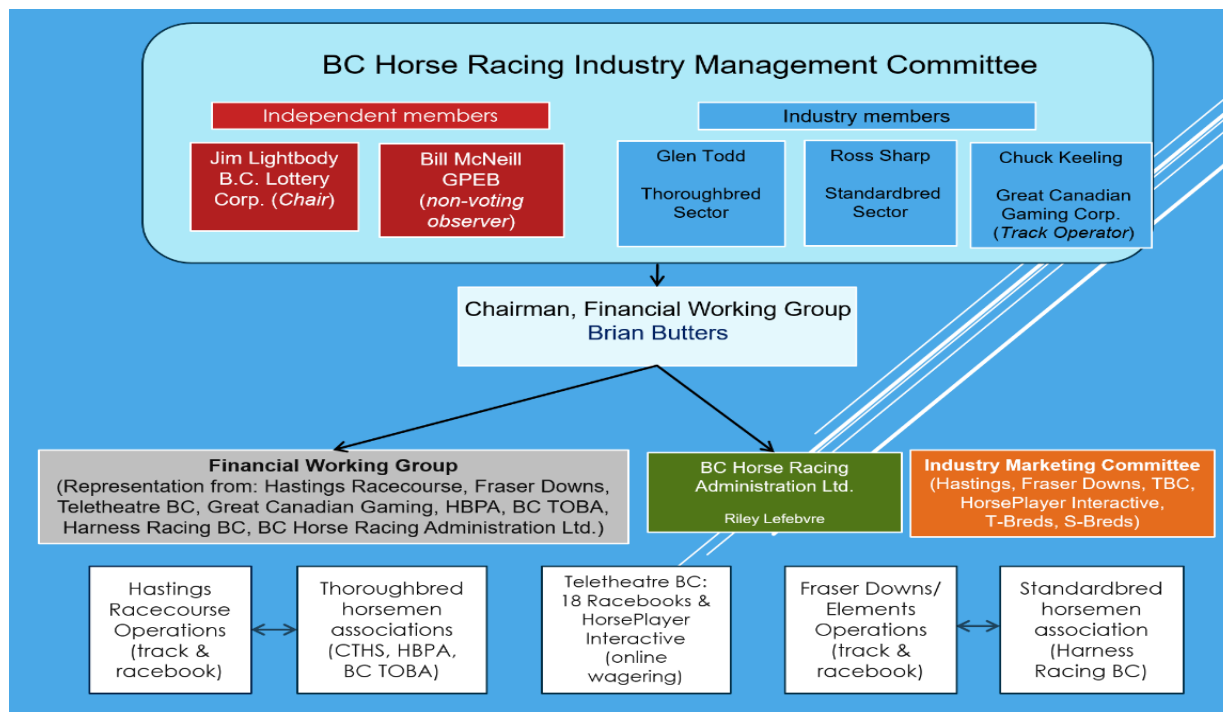 BC Horse Racing Industry Management Committee
Independent members
Industry members
Jim Lightbody
B.C. Lottery
Corp. (Chair)
Bill McNeill
GPEB
(non-voting
observer)
Glen Todd
Thoroughbred
Sector
Ross Sharp
Standardbred
Sector
Chuck Keeling
Great Canadian
Gaming Corp.
(Track Operator)
Chairman, Financial Working Group
Brian Butters
Financial Working Group
(Representation from: Hastings Racecourse, Fraser Downs,
Teletheatre BC, Great Canadian Gaming, HBPA, BC TOBA,
Harness Racing BC, BC Horse Racing Administration Ltd.)
BC Horse Racing
Administration Ltd.
Riley Lefebvre
Industry Marketing Committee
(Hastings, Fraser Downs, TBC,
HorsePlayer Interactive,
T-Breds, S-Breds)
Hastings
Racecourse
Operations
(track &
racebook)
Thoroughbred
horsemen
associations
(CTHS, HBPA,
BC TOBA)
Teletheatre BC:
18 Racebooks &
HorsePlayer
Interactive
(online
wagering)
Fraser Downs/
Elements
Operations
(track &
racebook)
Standardbred
horsemen
association
(Harness
Racing BC)